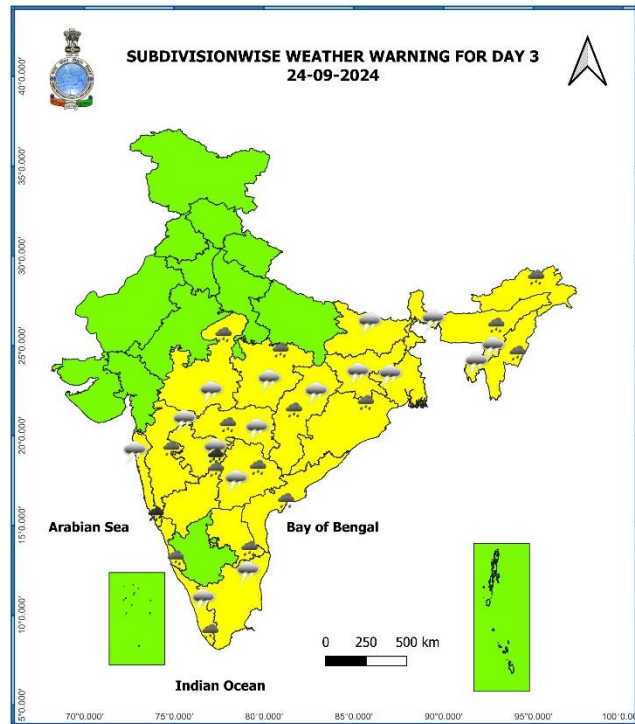 SUBDIVISIONWISE WEATHER WARNING FOR DAY 3
24-09-2024
40°0.000'
35°0.000'
30°0.000'
25°0.000'
20°0.000'
15°0.000'
10°0.000'
5°0.000'
Arabian Sea
Bay of Bengal
0 250 500 km
Indian Ocean
70°0.000' 75°0.000' 80°0.000' 85°0.000' 90°0.000' 95°0.000' 100°0.0